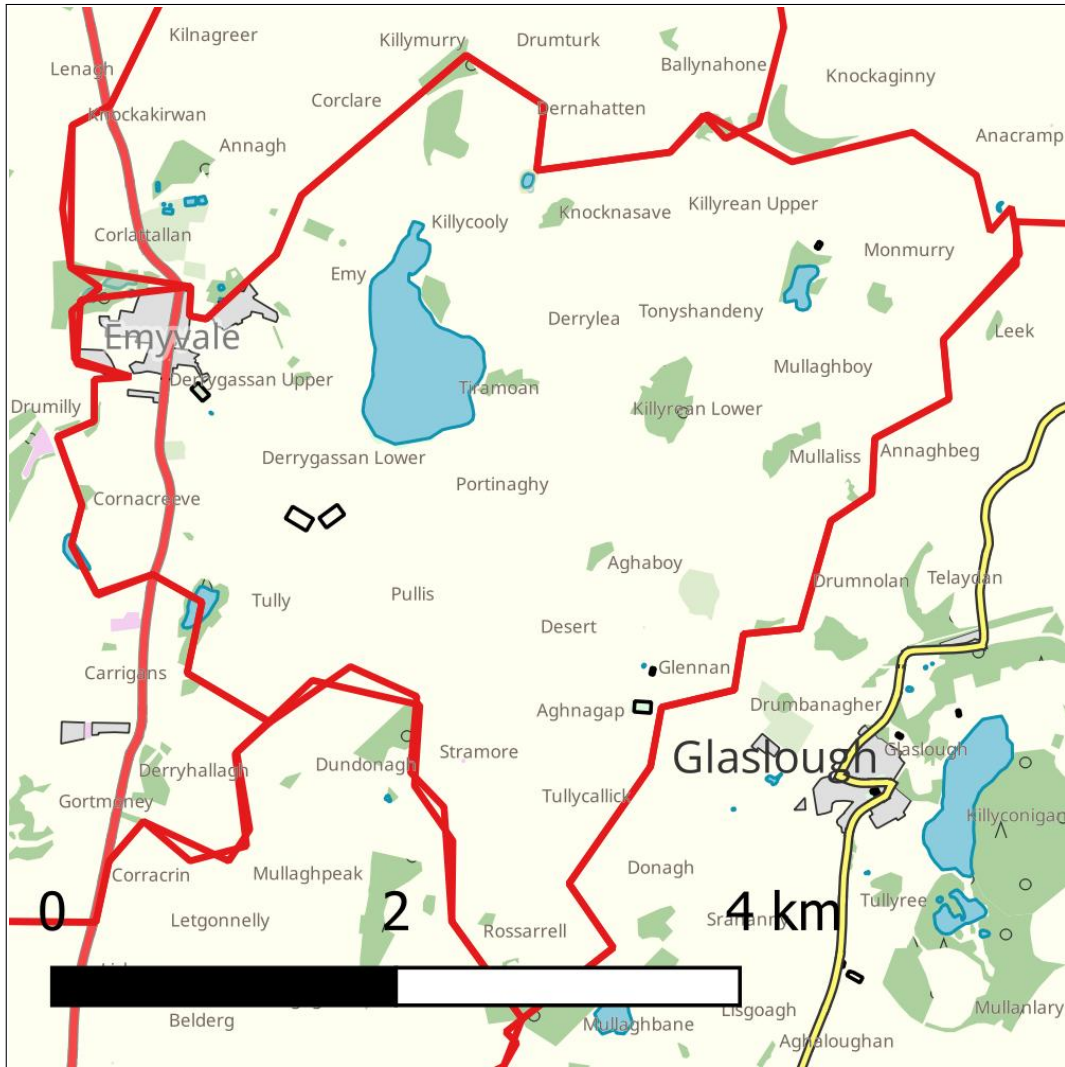 Kilnagreer
Killymurry
Drumturk
Lenagh
Ballynahone
Knockaginny
Corclare
Dernahatten
Knockakirwan
Anacramp
Annagh
Killyrean Upper
Knocknasave
Killycooly
Corlattallan
Monmurry
Emy
Tonyshandeny
Derrylea
Leek
Emyvale
Mullaghboy
Derrygassan Upper
Tiramoan
Drumilly
Killyrean Lower
Annaghbeg
Derrygassan Lower
Mullaliss
Portinaghy
Cornacreeve
Aghaboy
Drumnolan
Telaydan
Pullis
Tully
Desert
Glennan
Carrigans
Drumbanagher
Aghnagap
Stramore
Glaslough
Glaslough
Derryhallagh
Dundonagh
Tullycallick
Gortmoney
Killyconigan
Donagh
Corracrin
Mullaghpeak
Tullyree
0
2
4 km
Letgonnelly
Rossarrell
Mullanlary
Lisgoagh
Belderg
Mullaghbane
Aghaloughan